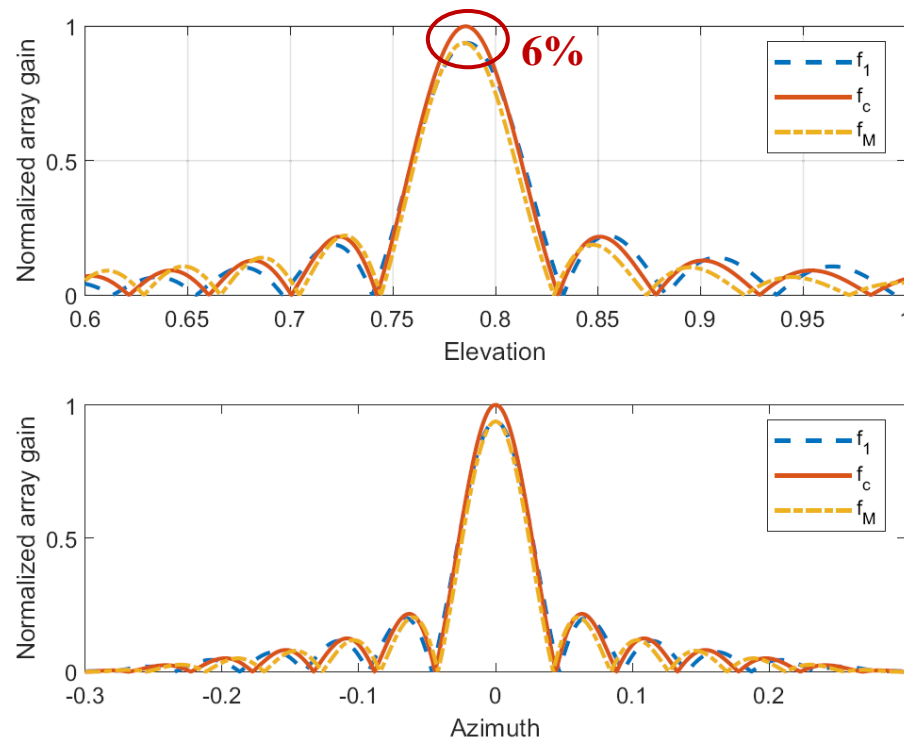 1
6%
f1
fc
fM
0.5
0
Normalized array gain
0.6 0.65 0.7 0.75 0.8 0.85 0.9 0.95 1
Elevation
1
f1
fc
fM
0.5
0
Normalized array gain
-0.3 -0.2 -0.1 0 0.1 0.2
Azimuth